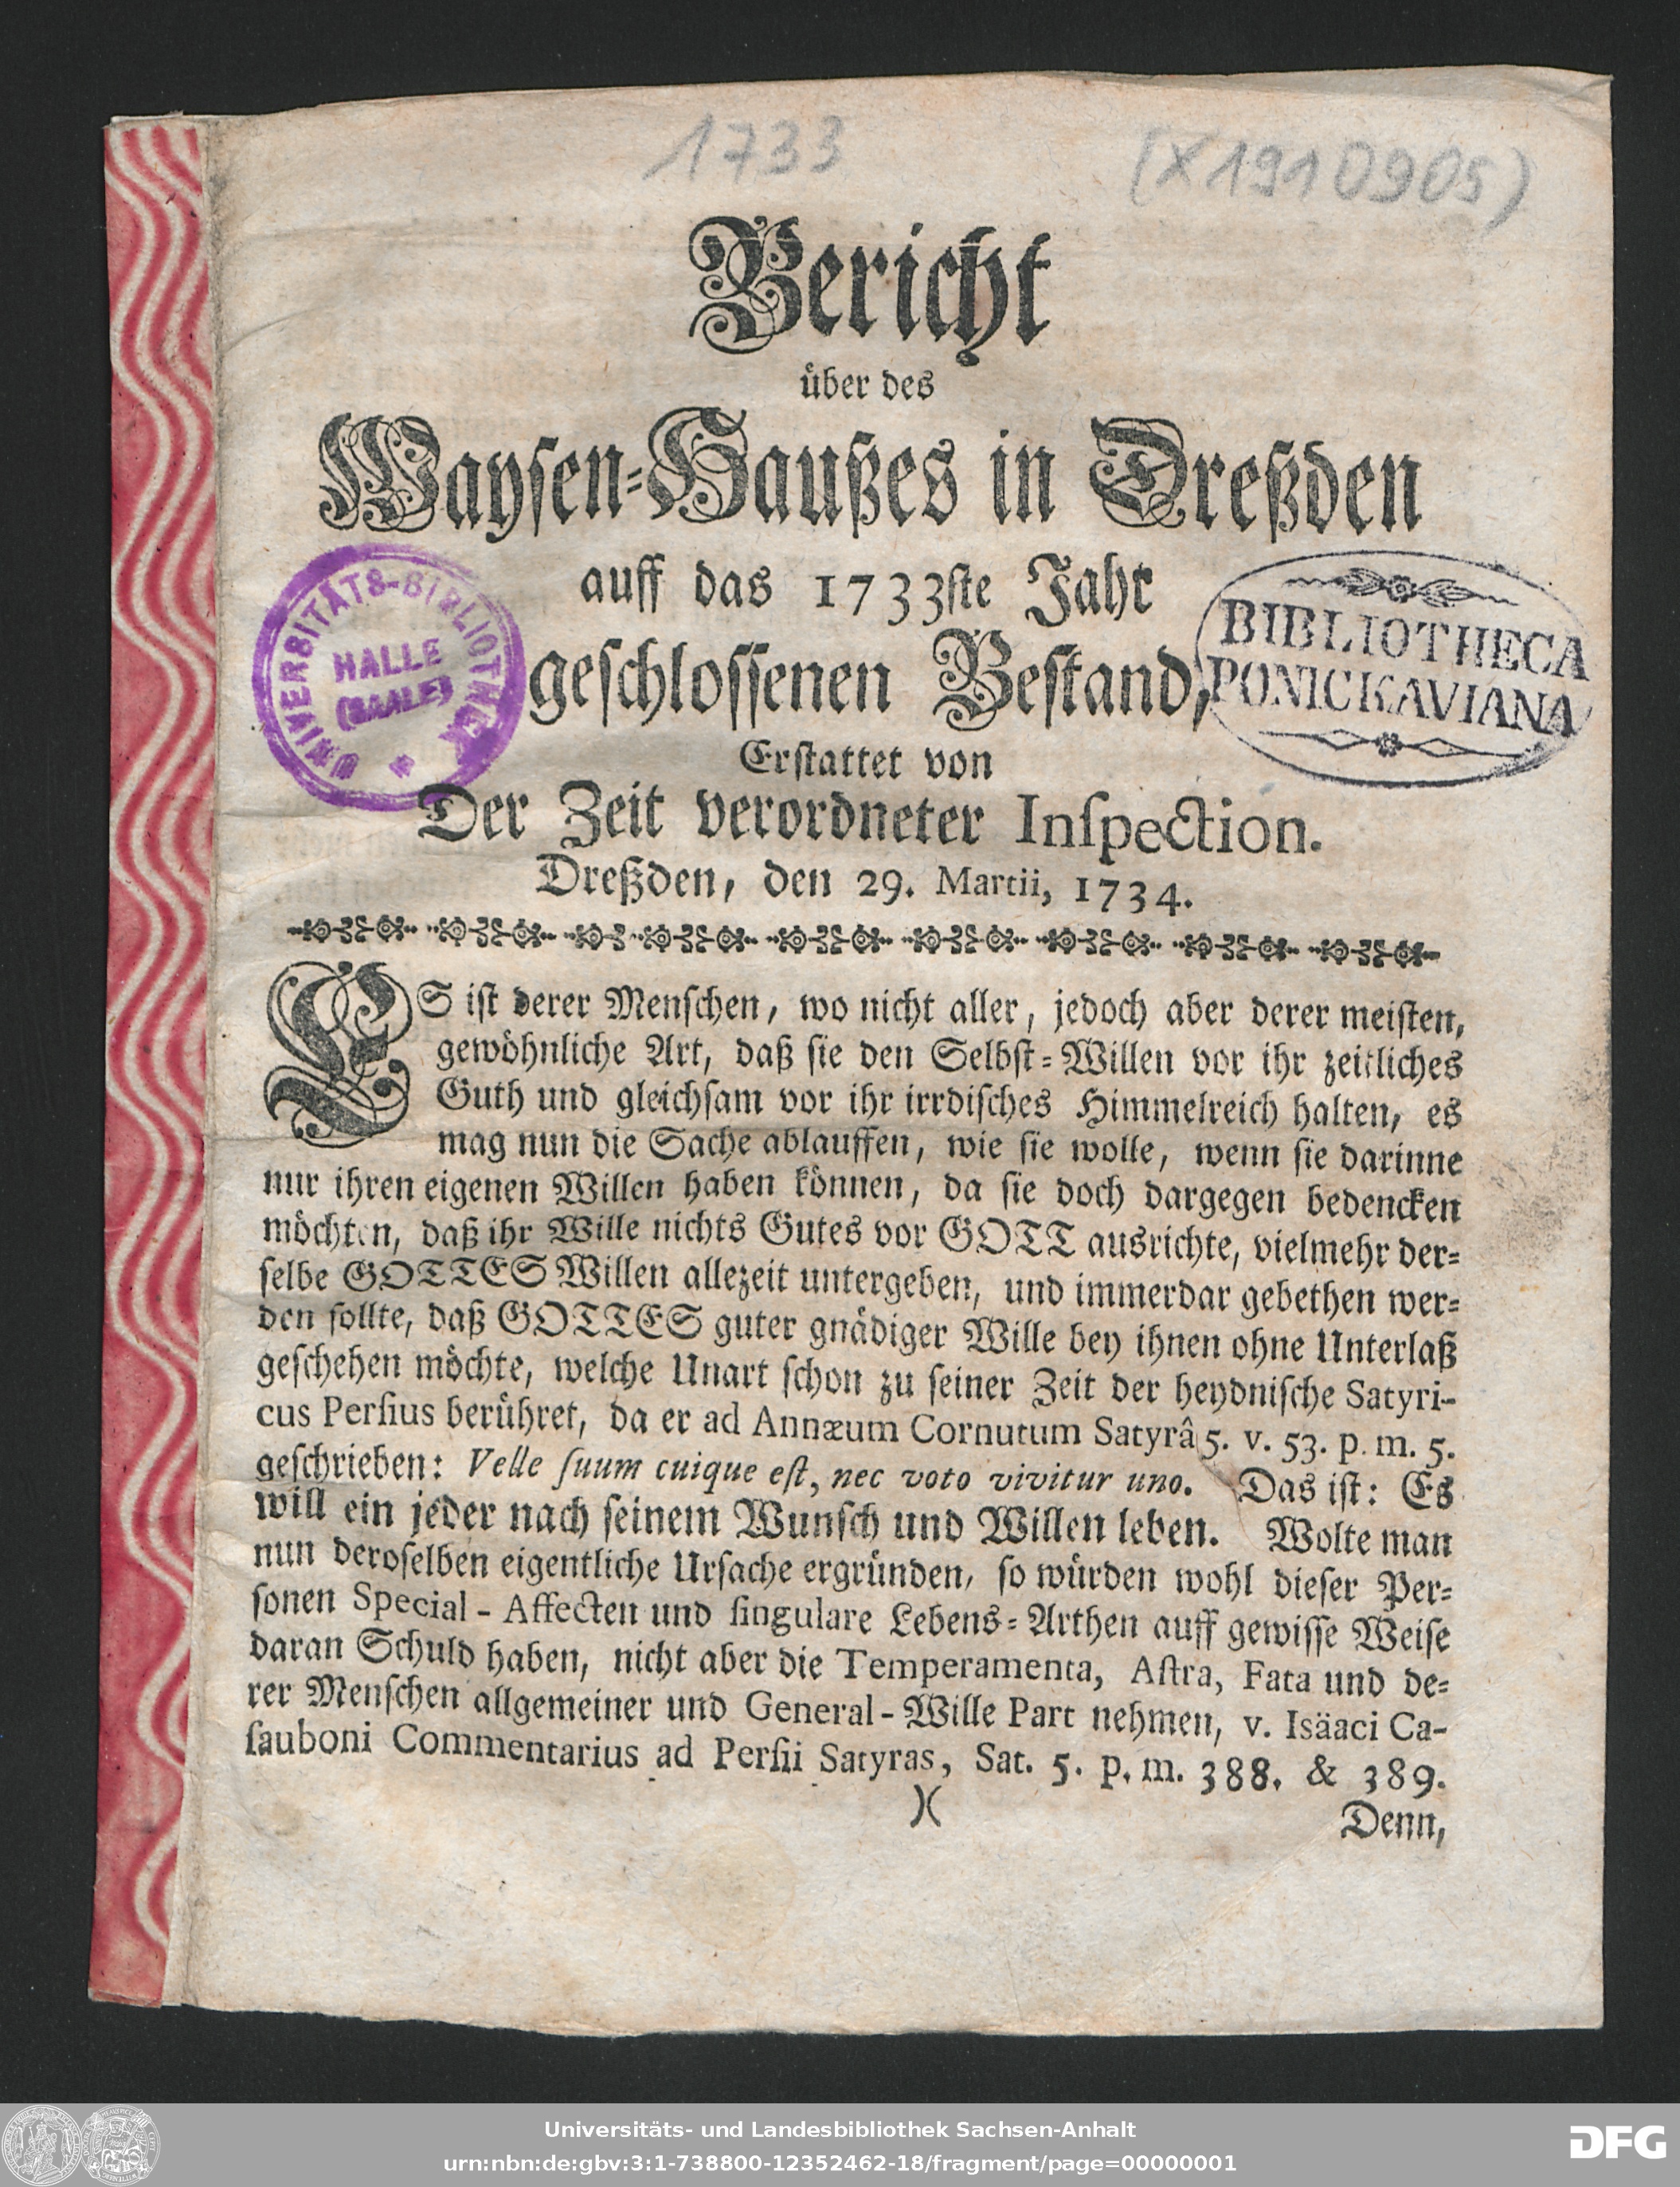 1733
(X1910905)
Bericht
über des
Waysen-Haußes in Dreßden
auff das 1733ste Jahr
geschlossenen Bestand,
UNIVERSITÄTS-BIBLIOTHEK
HALLE
(SAALE)
BIBLIOTHECA
PONICKAVIANA
Erstattet von
Der Zeit verordneter Inspection.
Dreßden, den 29. Martii, 1734.
ES ist derer Menschen, wo nicht aller, jedoch aber derer meisten,
gewöhnliche Art, daß sie den Selbst-Willen vor ihr zeitliches
Guth und gleichsam vor ihr irrdisches Himmelreich halten, es
mag nun die Sache ablauffen, wie sie wolle, wenn sie darinne
nur ihren eigenen Willen haben können, da sie doch dargegen bedencken
möchten, daß ihr Wille nichts Gutes vor GOTT ausrichte, vielmehr der-
selbe GOTTES Willen allezeit untergeben, und immerdar gebethen wer-
den sollte, daß GOTTES guter gnädiger Wille bey ihnen ohne Unterlaß
geschehen möchte, welche Unart schon zu seiner Zeit der heydnische Satyri-
cus Persius berühret, da er ad Annæum Cornutum Satyrâ 5. v. 53. p. m. 5.
geschrieben: Velle suum cuique est, nec voto vivitur uno. Das ist: Es
will ein jeder nach seinem Wunsch und Willen leben. Wolte man
nun deroselben eigentliche Ursache ergründen, so würden wohl dieser Per-
sonen Special-Affecten und singulare Lebens-Arthen auff gewisse Weise
daran Schuld haben, nicht aber die Temperamenta, Astra, Fata und de-
rer Menschen allgemeiner und General-Wille Part nehmen, v. Isäaci Ca-
sauboni Commentarius ad Persii Satyras, Sat. 5. p. m. 388. & 389.
)(
Denn,
Universitäts- und Landesbibliothek Sachsen-Anhalt
urn:nbn:de:gbv:3:1-738800-12352462-18/fragment/page=00000001
DFG